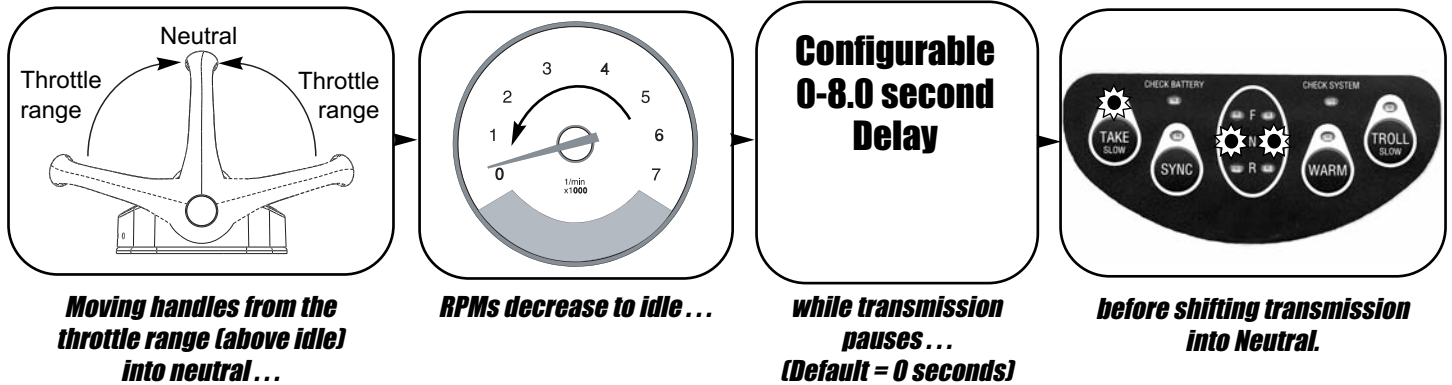 Neutral
Throttle
range
Throttle
range
0
1
2
3
4
5
6
7
1/min
x1000
Configurable
0-8.0 second
Delay
CHECK BATTERY
CHECK SYSTEM
TAKE
SLOW
SYNC
F
N
R
WARM
TROLL
SLOW
Moving handles from the
throttle range (above idle)
into neutral . . .
RPMs decrease to idle . . .
while transmission
pauses . . .
(Default = 0 seconds)
before shifting transmission
into Neutral.